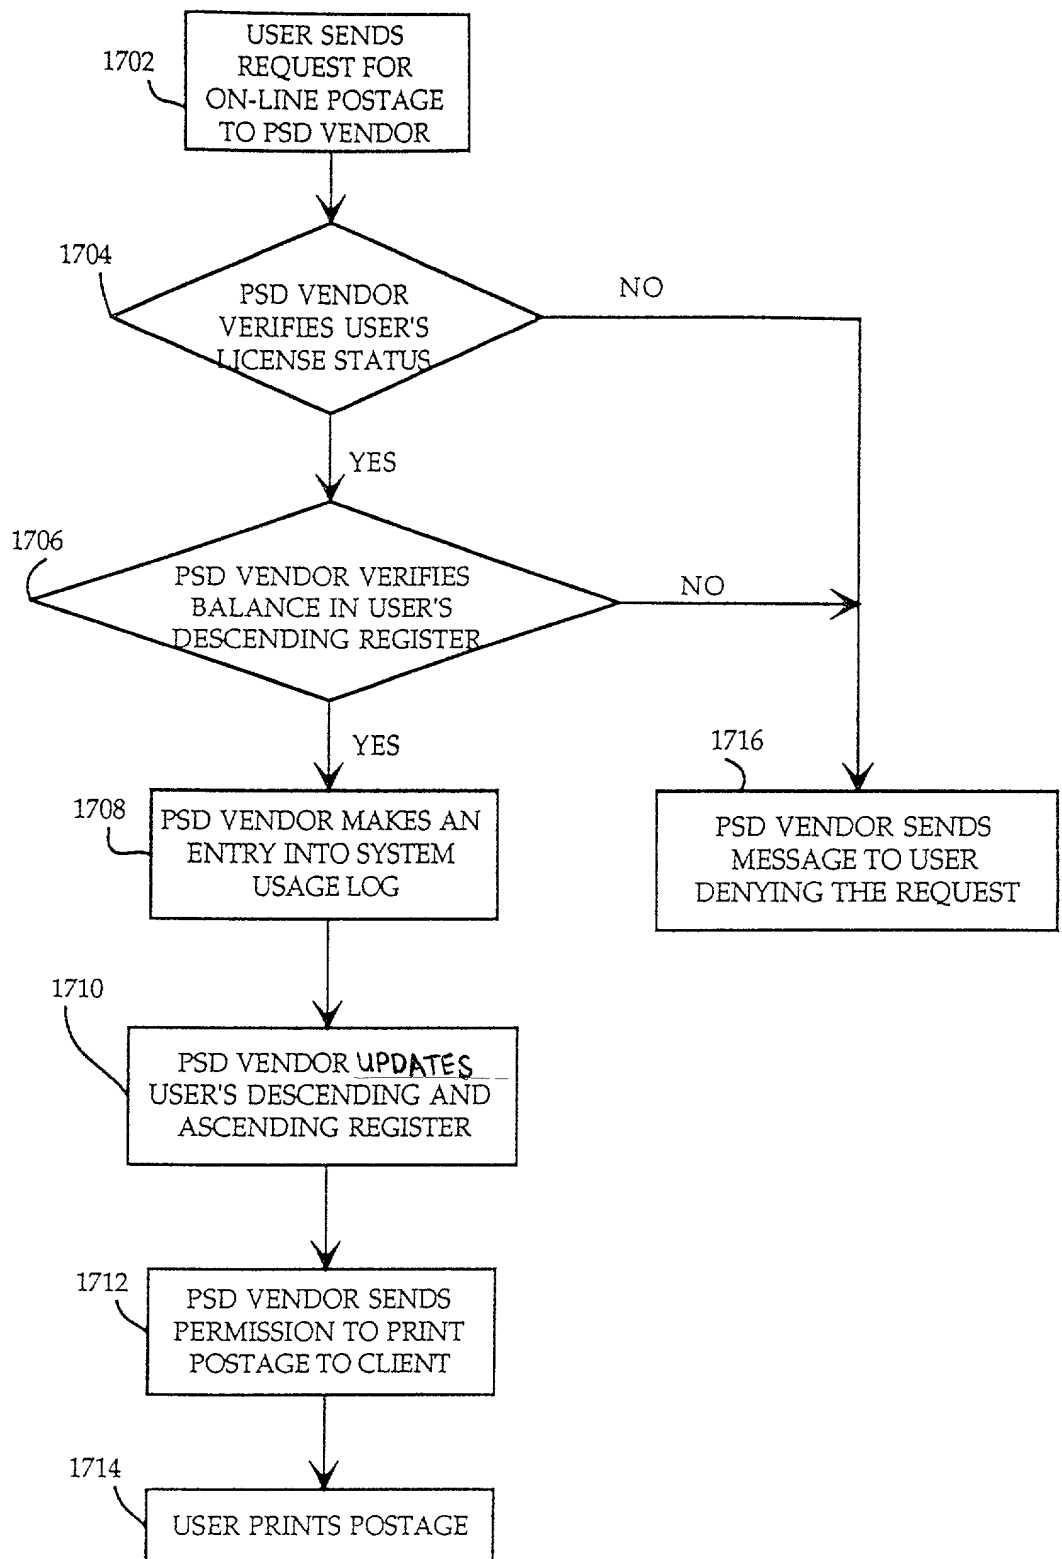 1702
USER SENDS
REQUEST FOR
ON-LINE POSTAGE
TO PSD VENDOR
1704
PSD VENDOR
VERIFIES USER'S
LICENSE STATUS
NO
YES
1706
PSD VENDOR VERIFIES
BALANCE IN USER'S
DESCENDING REGISTER
NO
YES
1708
PSD VENDOR MAKES AN
ENTRY INTO SYSTEM
USAGE LOG
1716
PSD VENDOR SENDS
MESSAGE TO USER
DENYING THE REQUEST
1710
PSD VENDOR UPDATES
USER'S DESCENDING AND
ASCENDING REGISTER
1712
PSD VENDOR SENDS
PERMISSION TO PRINT
POSTAGE TO CLIENT
1714
USER PRINTS POSTAGE